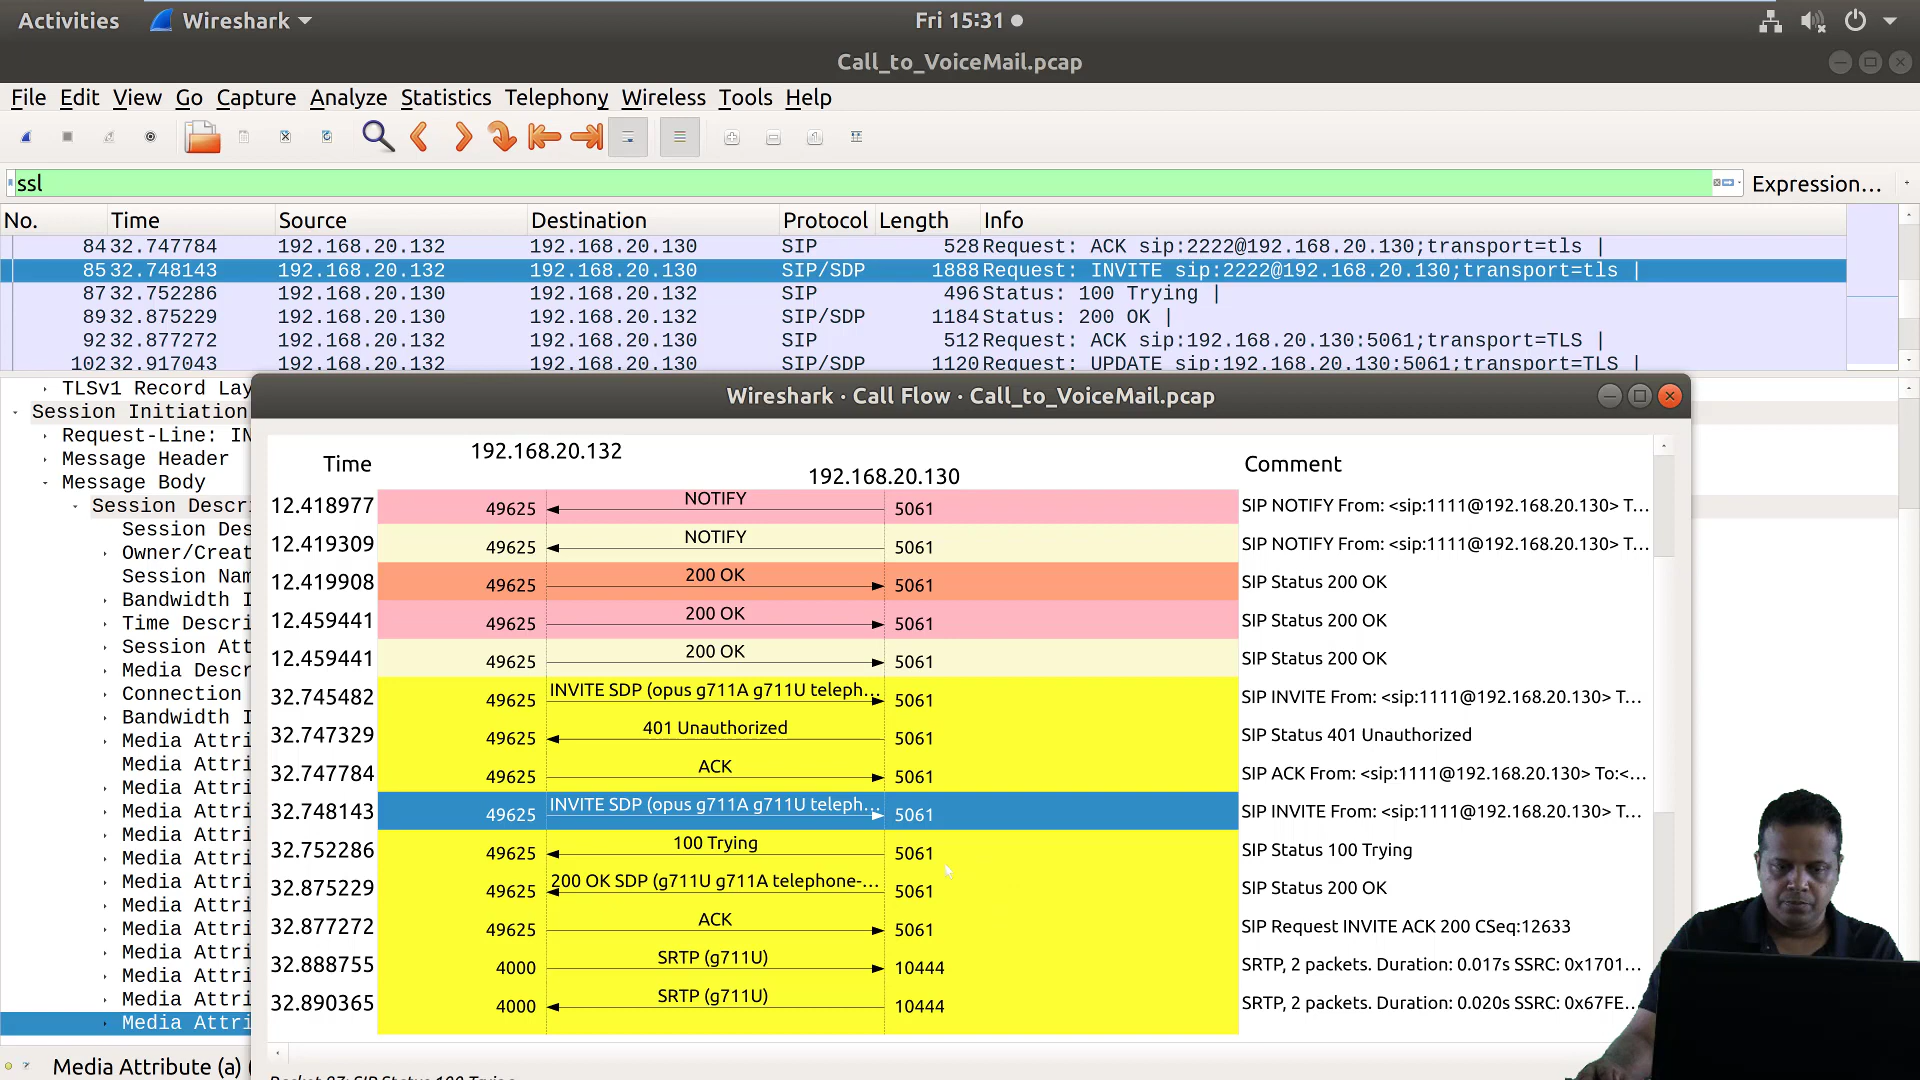 Activities Wireshark Fri 15:31
Call_to_VoiceMail.pcap
File Edit View Go Capture Analyze Statistics Telephony Wireless Tools Help
ssl Expression…
No. Time Source Destination Protocol Length Info
84 32.747784 192.168.20.132 192.168.20.130 SIP 528 Request: ACK sip:2222@192.168.20.130;transport=tls |
85 32.748143 192.168.20.132 192.168.20.130 SIP/SDP 1888 Request: INVITE sip:2222@192.168.20.130;transport=tls |
87 32.752286 192.168.20.130 192.168.20.132 SIP 496 Status: 100 Trying |
89 32.875229 192.168.20.130 192.168.20.132 SIP/SDP 1184 Status: 200 OK |
92 32.877272 192.168.20.132 192.168.20.130 SIP 512 Request: ACK sip:192.168.20.130:5061;transport=TLS |
102 32.917043 192.168.20.132 192.168.20.130 SIP/SDP 1120 Request: UPDATE sip:192.168.20.130:5061;transport=TLS |
TLSv1 Record Lay
Session Initiation
Request-Line: IN
Message Header
Message Body
Session Descr
Session Des
Owner/Creat
Session Nam
Bandwidth I
Time Descri
Session Att
Media Descr
Connection
Bandwidth I
Media Attri
Media Attri
Media Attri
Media Attri
Media Attri
Media Attri
Media Attri
Media Attri
Media Attri
Media Attri
Media Attri
Media Attri
Media Attri
Media Attribute (a) (
Wireshark · Call Flow · Call_to_VoiceMail.pcap
192.168.20.132
Time 192.168.20.130 Comment
12.418977 49625 NOTIFY 5061 SIP NOTIFY From: <sip:1111@192.168.20.130> T…
12.419309 49625 NOTIFY 5061 SIP NOTIFY From: <sip:1111@192.168.20.130> T…
12.419908 49625 200 OK 5061 SIP Status 200 OK
12.459441 49625 200 OK 5061 SIP Status 200 OK
12.459441 49625 200 OK 5061 SIP Status 200 OK
32.745482 49625 INVITE SDP (opus g711A g711U teleph… 5061 SIP INVITE From: <sip:1111@192.168.20.130> T…
32.747329 49625 401 Unauthorized 5061 SIP Status 401 Unauthorized
32.747784 49625 ACK 5061 SIP ACK From: <sip:1111@192.168.20.130> To:<…
32.748143 49625 INVITE SDP (opus g711A g711U teleph… 5061 SIP INVITE From: <sip:1111@192.168.20.130> T…
32.752286 49625 100 Trying 5061 SIP Status 100 Trying
32.875229 49625 200 OK SDP (g711U g711A telephone-… 5061 SIP Status 200 OK
32.877272 49625 ACK 5061 SIP Request INVITE ACK 200 CSeq:12633
32.888755 4000 SRTP (g711U) 10444 SRTP, 2 packets. Duration: 0.017s SSRC: 0x1701…
32.890365 4000 SRTP (g711U) 10444 SRTP, 2 packets. Duration: 0.020s SSRC: 0x67FE…
Packet 87: SIP Status 100 Trying